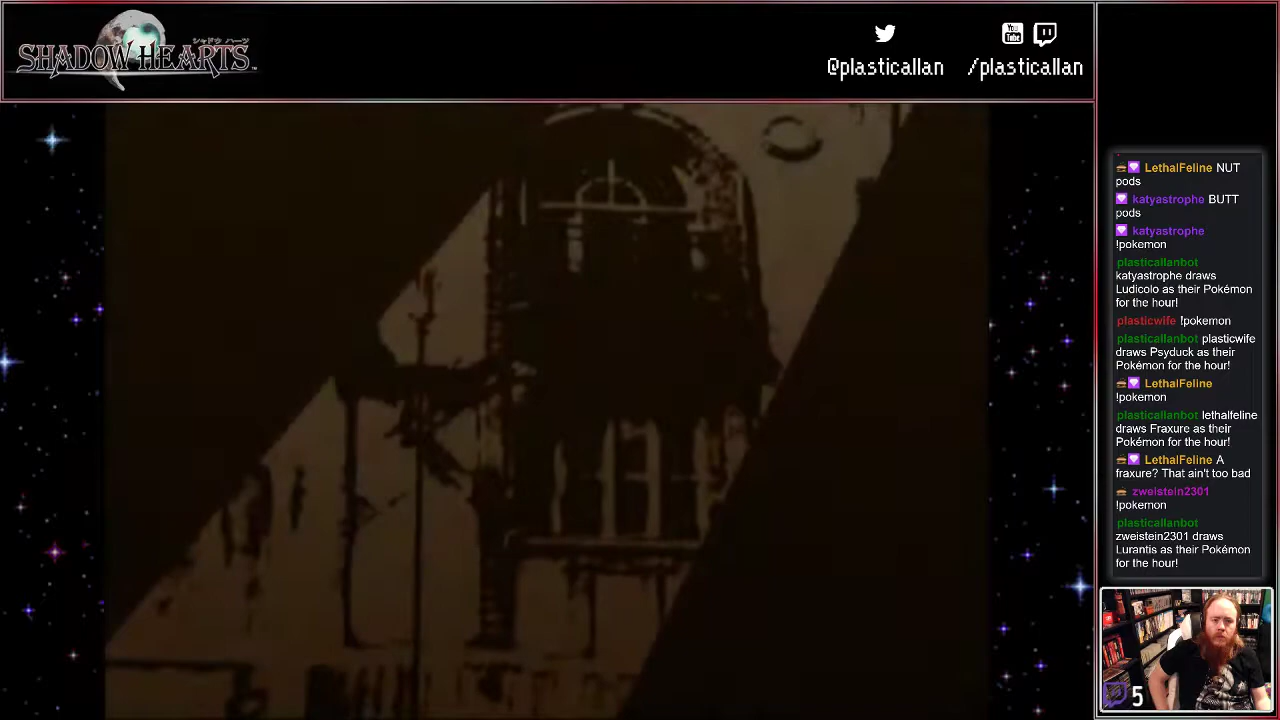 SHADOW HEARTS
シャドウ ハーツ
@plasticallan
/plasticallan
LethalFeline NUT
pods
katyastrophe BUTT
pods
katyastrophe
!pokemon
plasticallanbot
katyastrophe draws
Ludicolo as their Pokémon
for the hour!
plasticwife !pokemon
plasticallanbot plasticwife
draws Psyduck as their
Pokémon for the hour!
LethalFeline
!pokemon
plasticallanbot lethalfeline
draws Fraxure as their
Pokémon for the hour!
LethalFeline A
fraxure? That ain't too bad
zweistein2301
!pokemon
plasticallanbot
zweistein2301 draws
Lurantis as their Pokémon
for the hour!
5